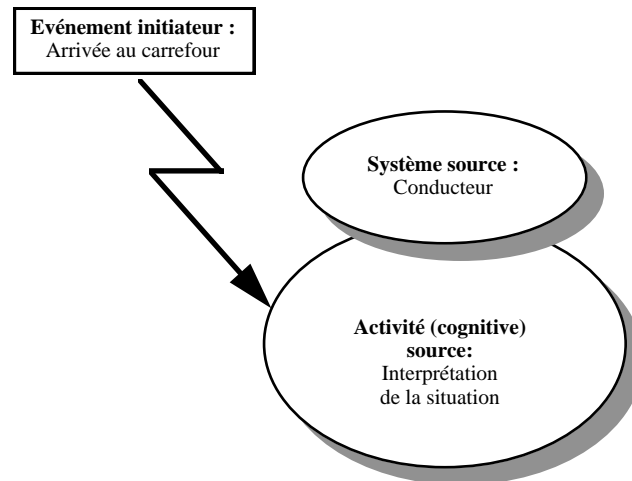 Evénement initiateur :
Arrivée au carrefour
Système source :
Conducteur
Activité (cognitive)
source:
Interprétation
de la situation